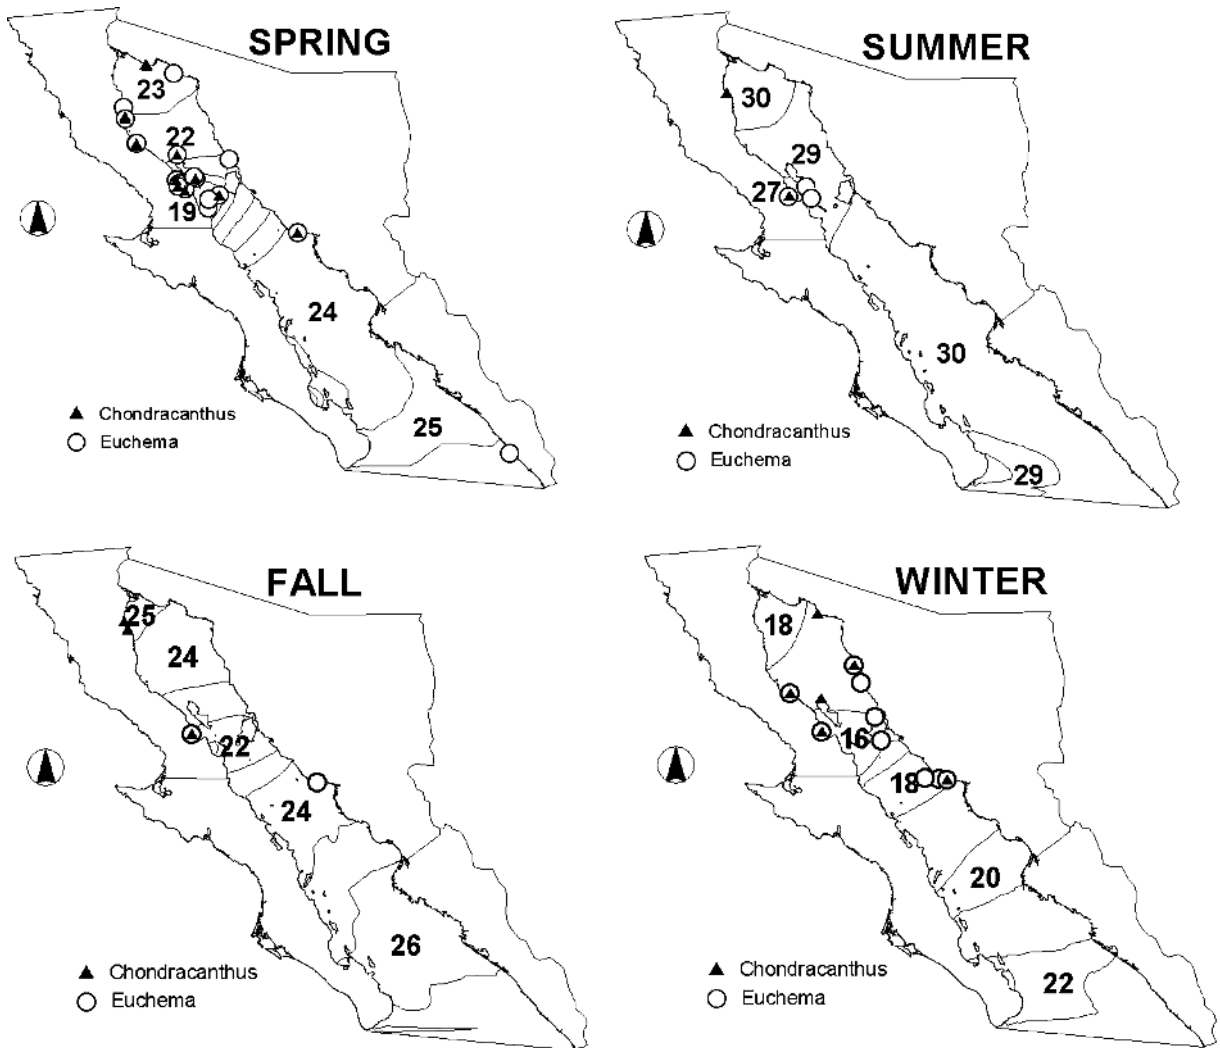 SPRING
23
22
19
24
25
Chondracanthus
Euchema
SUMMER
30
29
27
30
29
Chondracanthus
Euchema
FALL
25
24
22
24
26
Chondracanthus
Euchema
WINTER
18
16
18
20
22
Chondracanthus
Euchema